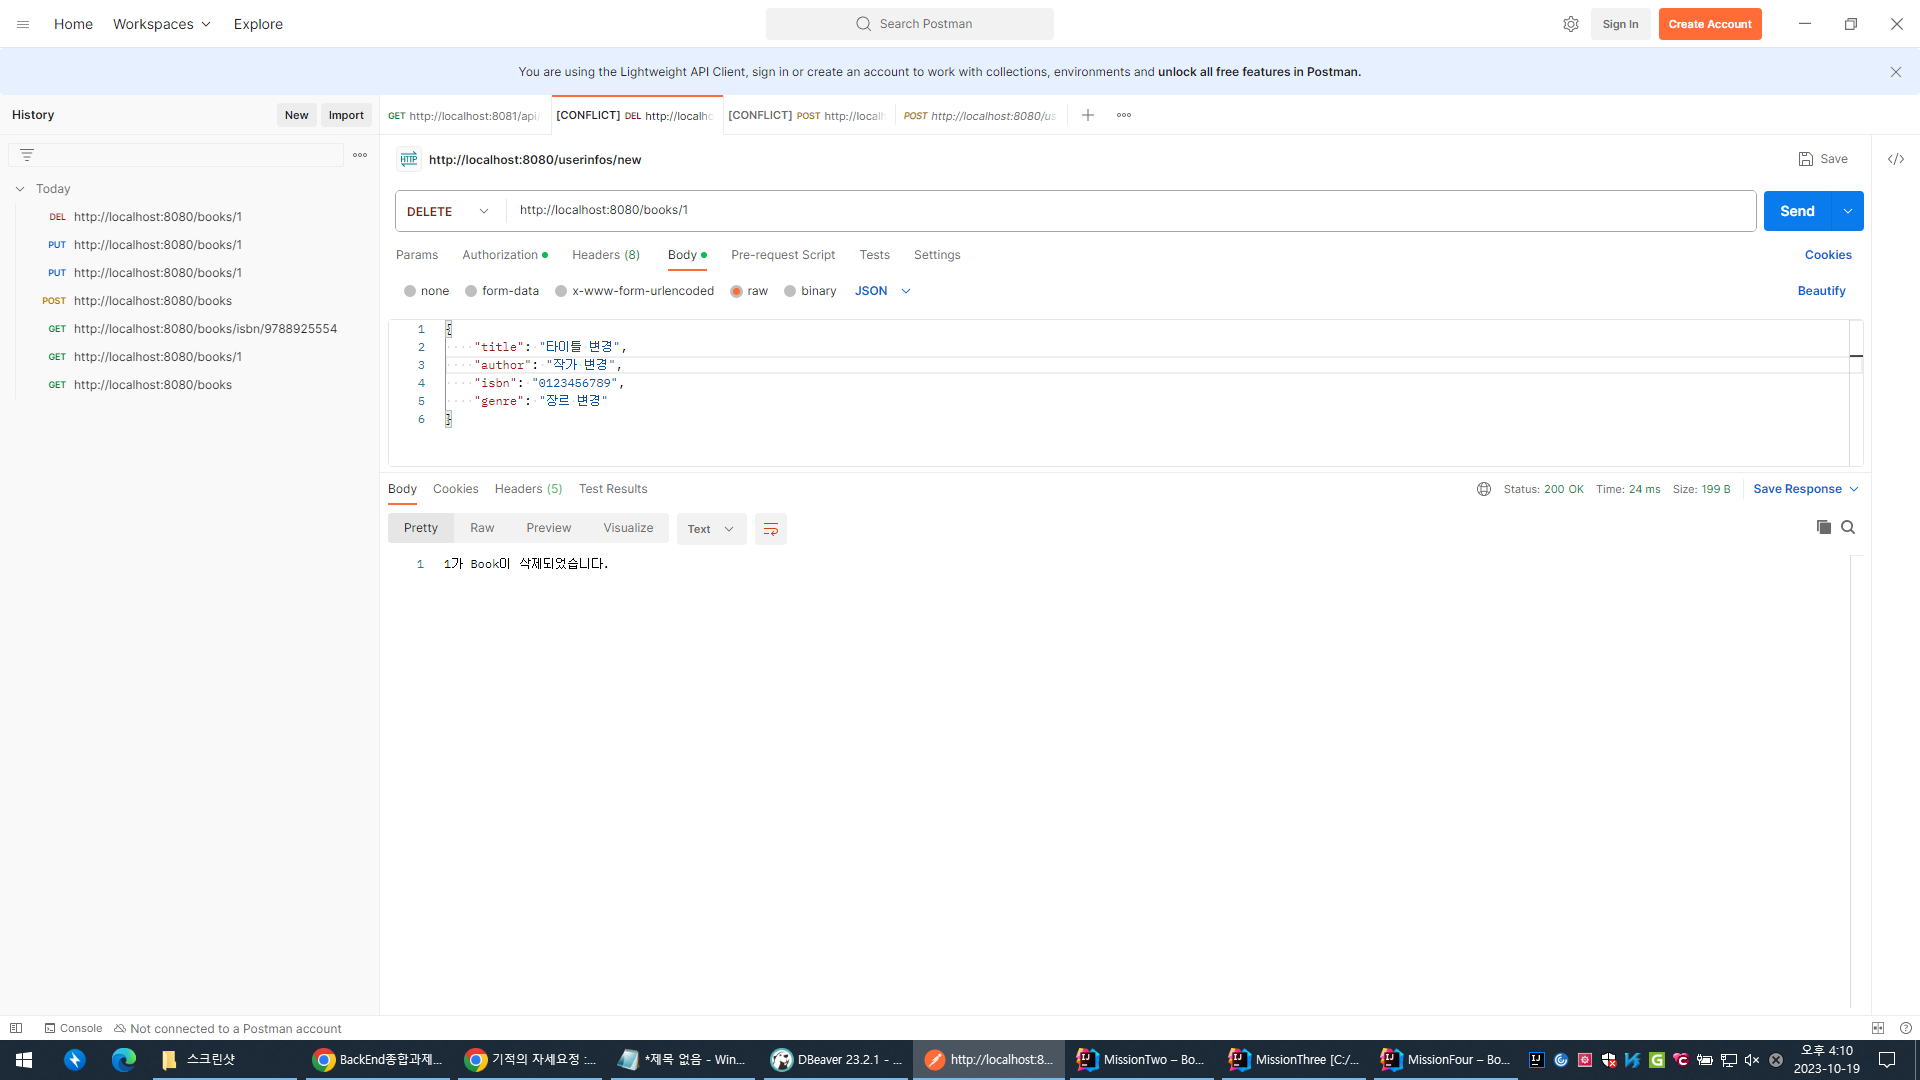 Home Workspaces Explore Search Postman Sign In Create Account
You are using the Lightweight API Client, sign in or create an account to work with collections, environments and unlock all free features in Postman.
History New Import GET http://localhost:8081/api/ [CONFLICT] DEL http://localho [CONFLICT] POST http://local POST http://localhost:8080/us
HTTP http://localhost:8080/userinfos/new Save
Today
DEL http://localhost:8080/books/1
PUT http://localhost:8080/books/1
PUT http://localhost:8080/books/1
POST http://localhost:8080/books
GET http://localhost:8080/books/isbn/9788925554
GET http://localhost:8080/books/1
GET http://localhost:8080/books
DELETE http://localhost:8080/books/1 Send
Params Authorization Headers (8) Body Pre-request Script Tests Settings Cookies
none form-data x-www-form-urlencoded raw binary JSON Beautify
1 {
2 "title": "타이틀 변경",
3 "author": "작가 변경",
4 "isbn": "0123456789",
5 "genre": "장르 변경"
6 }
Body Cookies Headers (5) Test Results Status: 200 OK Time: 24 ms Size: 199 B Save Response
Pretty Raw Preview Visualize Text
1 1가 Book이 삭제되었습니다.
Console Not connected to a Postman account
스크린샷 BackEnd종합과제... 기적의 자세요정 :... *제목 없음 - Win... DBeaver 23.2.1 - ... http://localhost:8... MissionTwo – Bo... MissionThree [C:/... MissionFour – Bo... 오후 4:10
2023-10-19